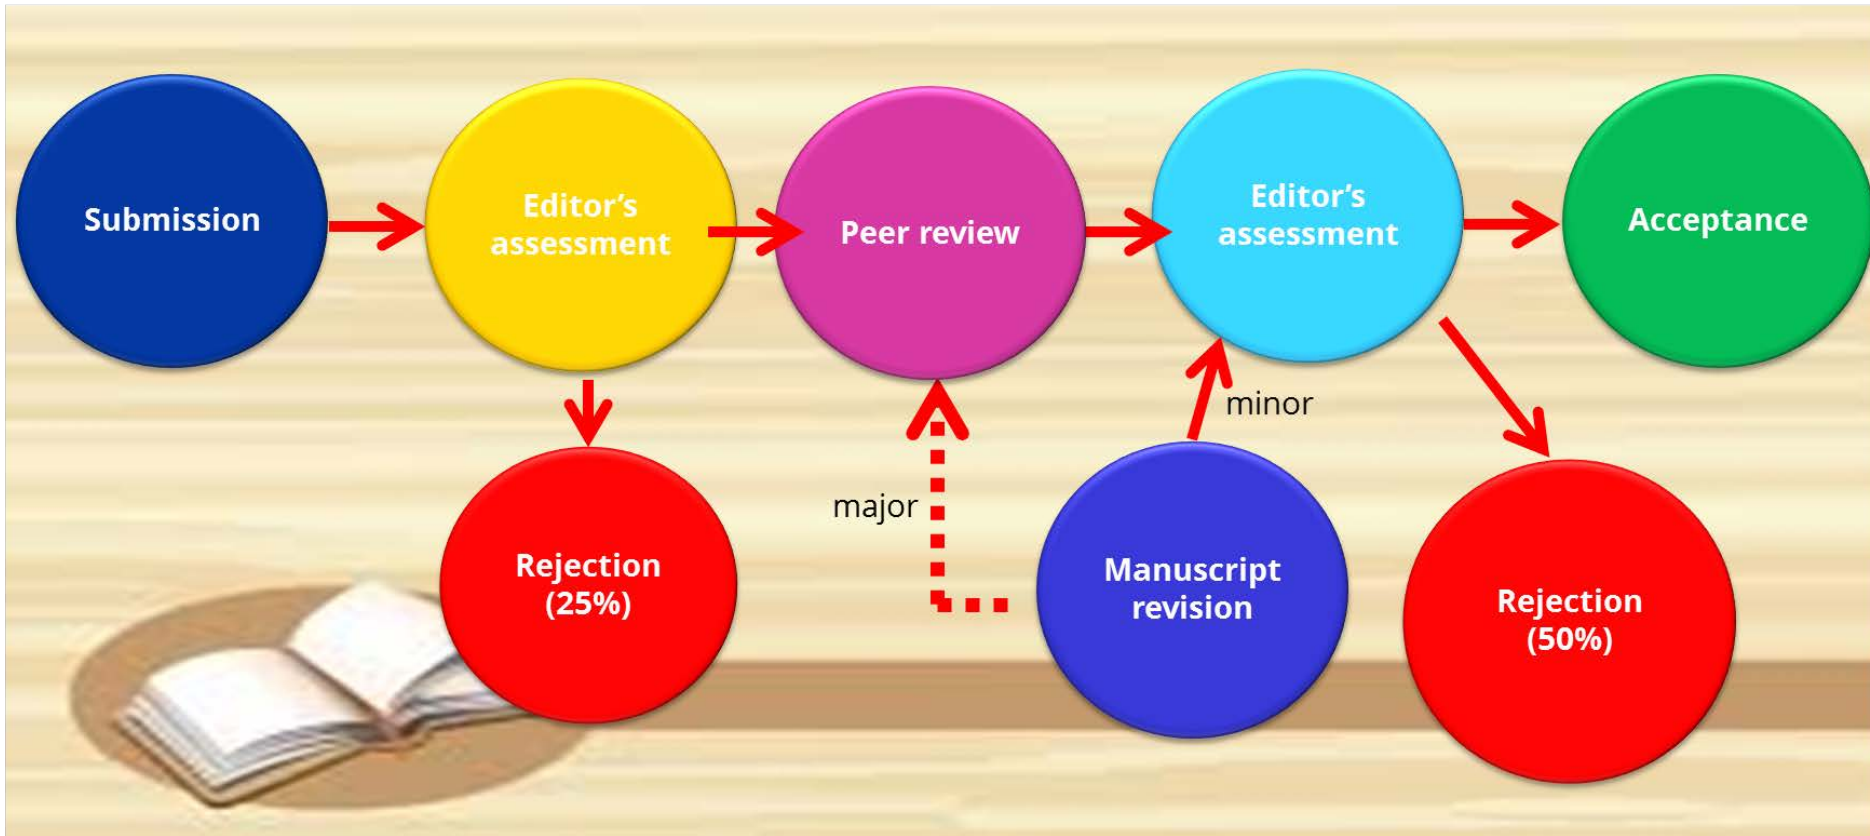 Submission
Editor’s
assessment
Peer review
Editor’s
assessment
Acceptance
minor
major
Rejection
(25%)
Manuscript
revision
Rejection
(50%)